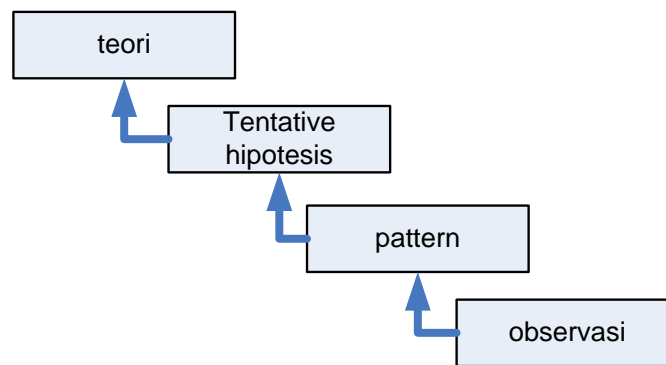 teori
Tentative
hipotesis
pattern
observasi